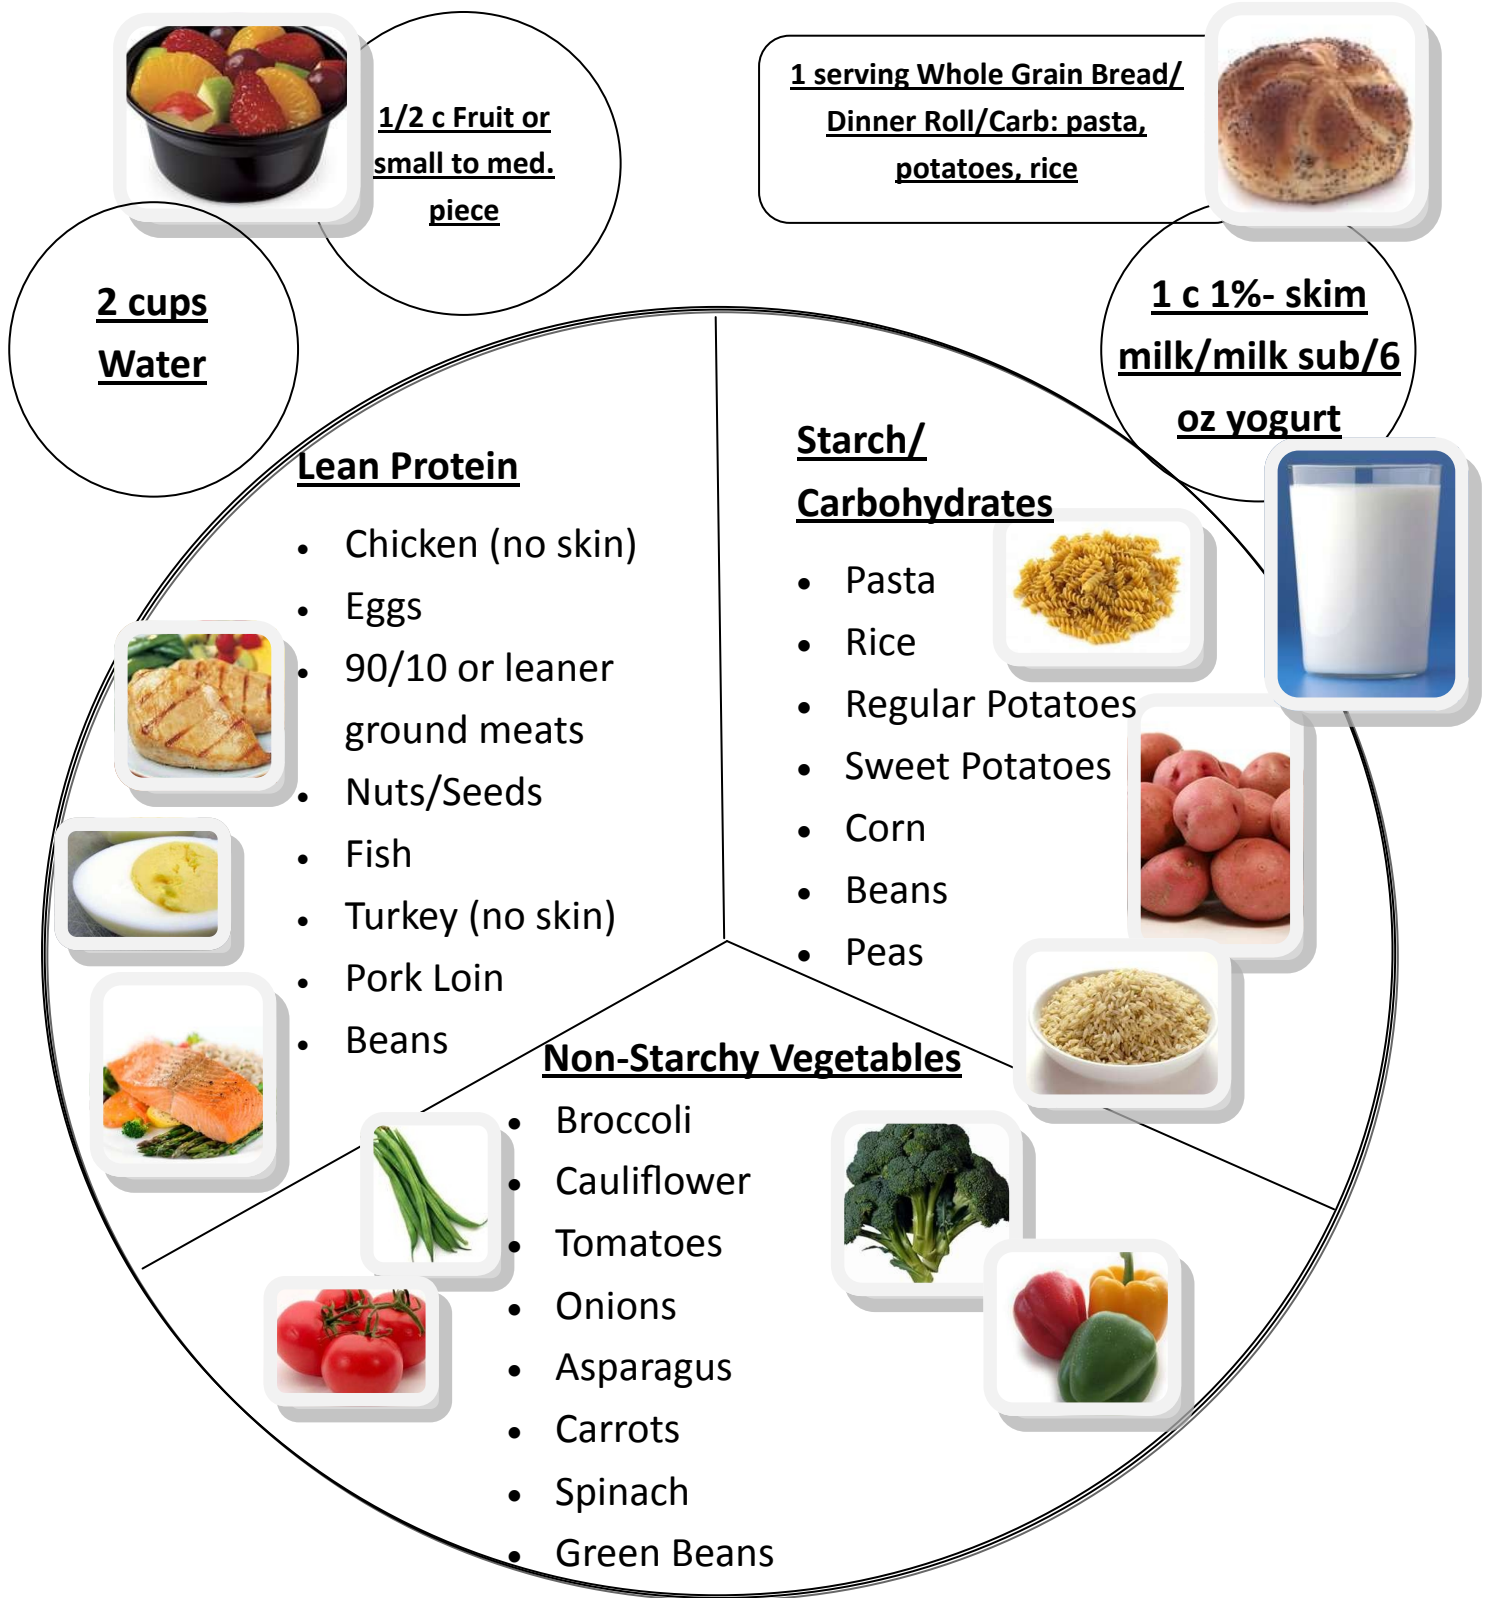 1/2 c Fruit or
small to med.
piece
1 serving Whole Grain Bread/
Dinner Roll/Carb: pasta,
potatoes, rice
2 cups
Water
1 c 1%- skim
milk/milk sub/6
oz yogurt
Lean Protein
• Chicken (no skin)
• Eggs
• 90/10 or leaner
ground meats
• Nuts/Seeds
• Fish
• Turkey (no skin)
• Pork Loin
• Beans
Starch/
Carbohydrates
• Pasta
• Rice
• Regular Potatoes
• Sweet Potatoes
• Corn
• Beans
• Peas
Non-Starchy Vegetables
• Broccoli
• Cauliflower
• Tomatoes
• Onions
• Asparagus
• Carrots
• Spinach
• Green Beans